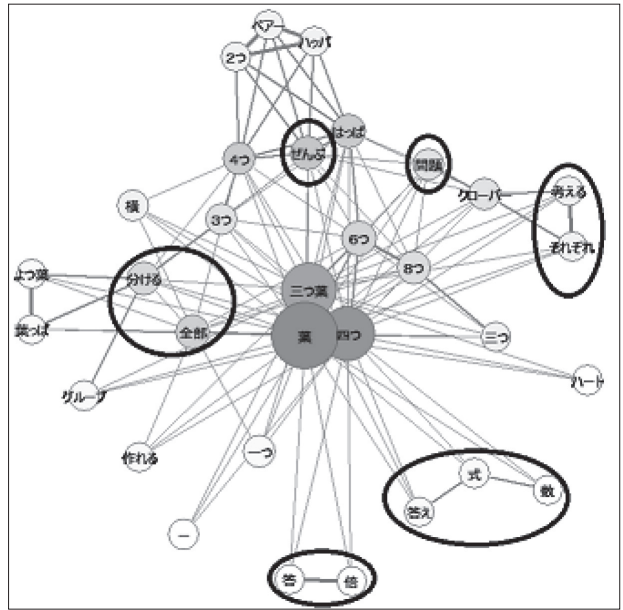 ペアー
ハッパ
2つ
はっぱ
ぜんぶ
4つ
問題
クローバー
考える
横
3つ
6つ
それぞれ
8つ
よつ葉
分ける
三つ葉
葉っぱ
全部
葉
四つ
三つ
グループ
ハート
作れる
一つ
式
数
答え
一
答
倍